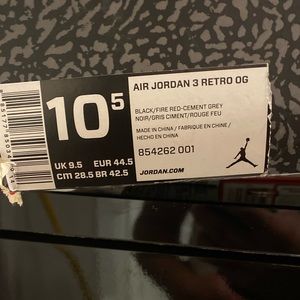 AIR JORDAN 3 RETRO OG
10⁵
BLACK/FIRE RED-CEMENT GREY
NOIR/GRIS CIMENT/ROUGE FEU
MADE IN CHINA / FABRIQUE EN CHINE /
HECHO EN CHINA
UK 9.5 EUR 44.5
CM 28.5 BR 42.5
854262 001
JORDAN.COM